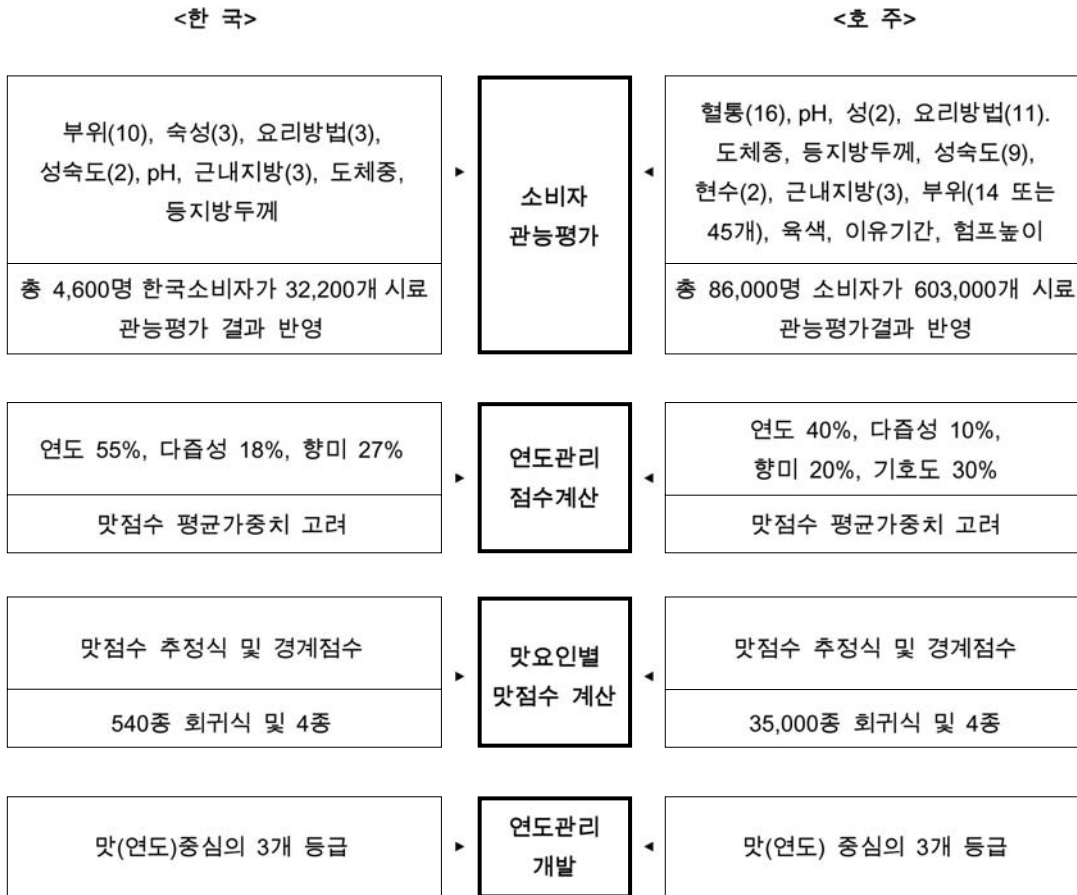 <한 국>
<호 주>
부위(10), 숙성(3), 요리방법(3),
성숙도(2), pH, 근내지방(3), 도체중,
등지방두께
총 4,600명 한국소비자가 32,200개 시료
관능평가 결과 반영
소비자
관능평가
혈통(16), pH, 성(2), 요리방법(11).
도체중, 등지방두께, 성숙도(9),
현수(2), 근내지방(3), 부위(14 또는
45개), 육색, 이유기간, 험프높이
총 86,000명 소비자가 603,000개 시료
관능평가결과 반영
연도 55%, 다즙성 18%, 향미 27%
맛점수 평균가중치 고려
연도관리
점수계산
연도 40%, 다즙성 10%,
향미 20%, 기호도 30%
맛점수 평균가중치 고려
맛점수 추정식 및 경계점수
540종 회귀식 및 4종
맛요인별
맛점수 계산
맛점수 추정식 및 경계점수
35,000종 회귀식 및 4종
맛(연도)중심의 3개 등급
연도관리
개발
맛(연도) 중심의 3개 등급